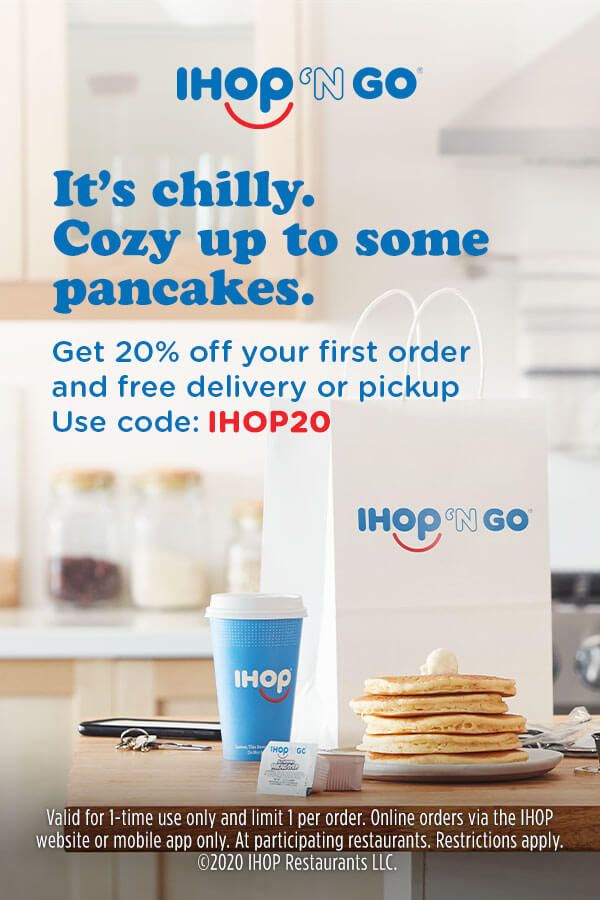 IHOP 'N GO®
It's chilly.
Cozy up to some
pancakes.
Get 20% off your first order
and free delivery or pickup
Use code: IHOP20
IHOP 'N GO®
IHOP
IHOP 'N GO
Valid for 1-time use only and limit 1 per order. Online orders via the IHOP
website or mobile app only. At participating restaurants. Restrictions apply.
©2020 IHOP Restaurants LLC.